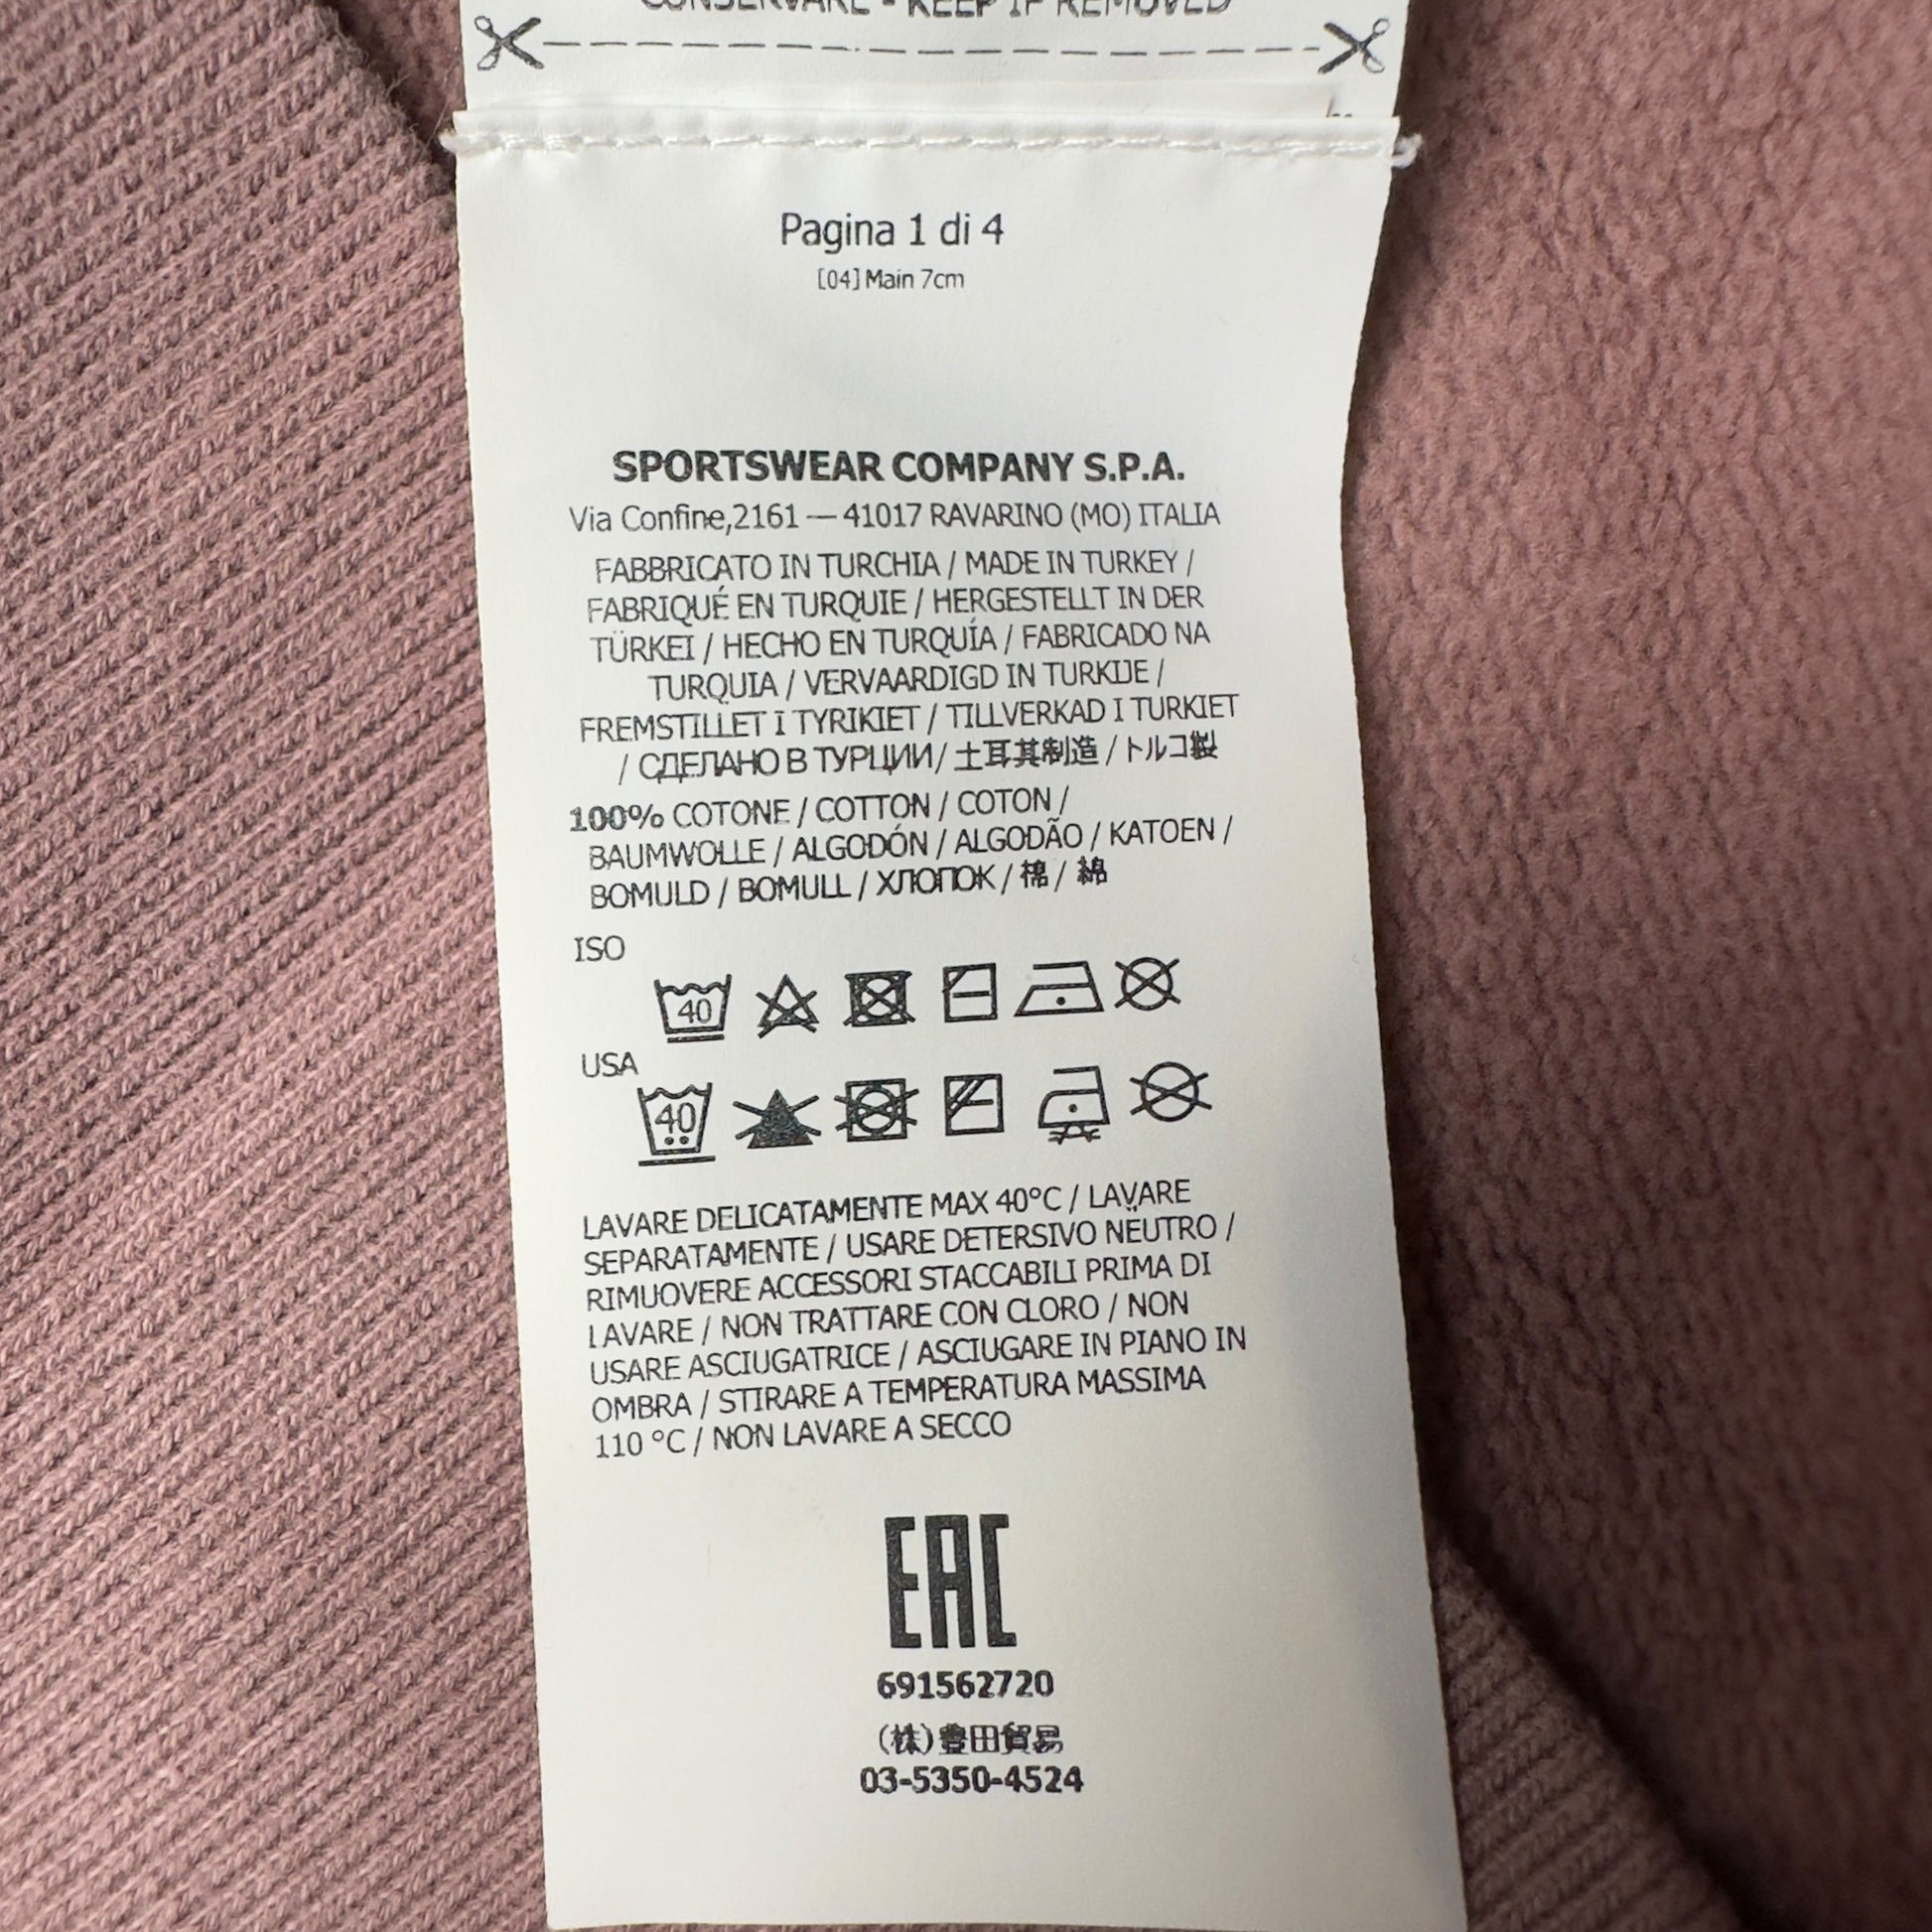 CONSERVARE - KEEP IF REMOVED
Pagina 1 di 4
[04] Main 7cm
SPORTSWEAR COMPANY S.P.A.
Via Confine,2161 — 41017 RAVARINO (MO) ITALIA
FABBRICATO IN TURCHIA / MADE IN TURKEY /
FABRIQUÉ EN TURQUIE / HERGESTELLT IN DER
TÜRKEI / HECHO EN TURQUÍA / FABRICADO NA
TURQUIA / VERVAARDIGD IN TURKIJE /
FREMSTILLET I TYRIKIET / TILLVERKAD I TURKIET
/ СДЕЛАНО В ТУРЦИИ/ 土耳其制造 / トルコ製
100% COTONE / COTTON / COTON /
BAUMWOLLE / ALGODÓN / ALGODÃO / KATOEN /
BOMULD / BOMULL / ХЛОПОК / 棉 / 綿
ISO
40
USA
40
LAVARE DELICATAMENTE MAX 40°C / LAVARE
SEPARATAMENTE / USARE DETERSIVO NEUTRO /
RIMUOVERE ACCESSORI STACCABILI PRIMA DI
LAVARE / NON TRATTARE CON CLORO / NON
USARE ASCIUGATRICE / ASCIUGARE IN PIANO IN
OMBRA / STIRARE A TEMPERATURA MASSIMA
110 °C / NON LAVARE A SECCO
EAC
691562720
(株)豊田貿易
03-5350-4524